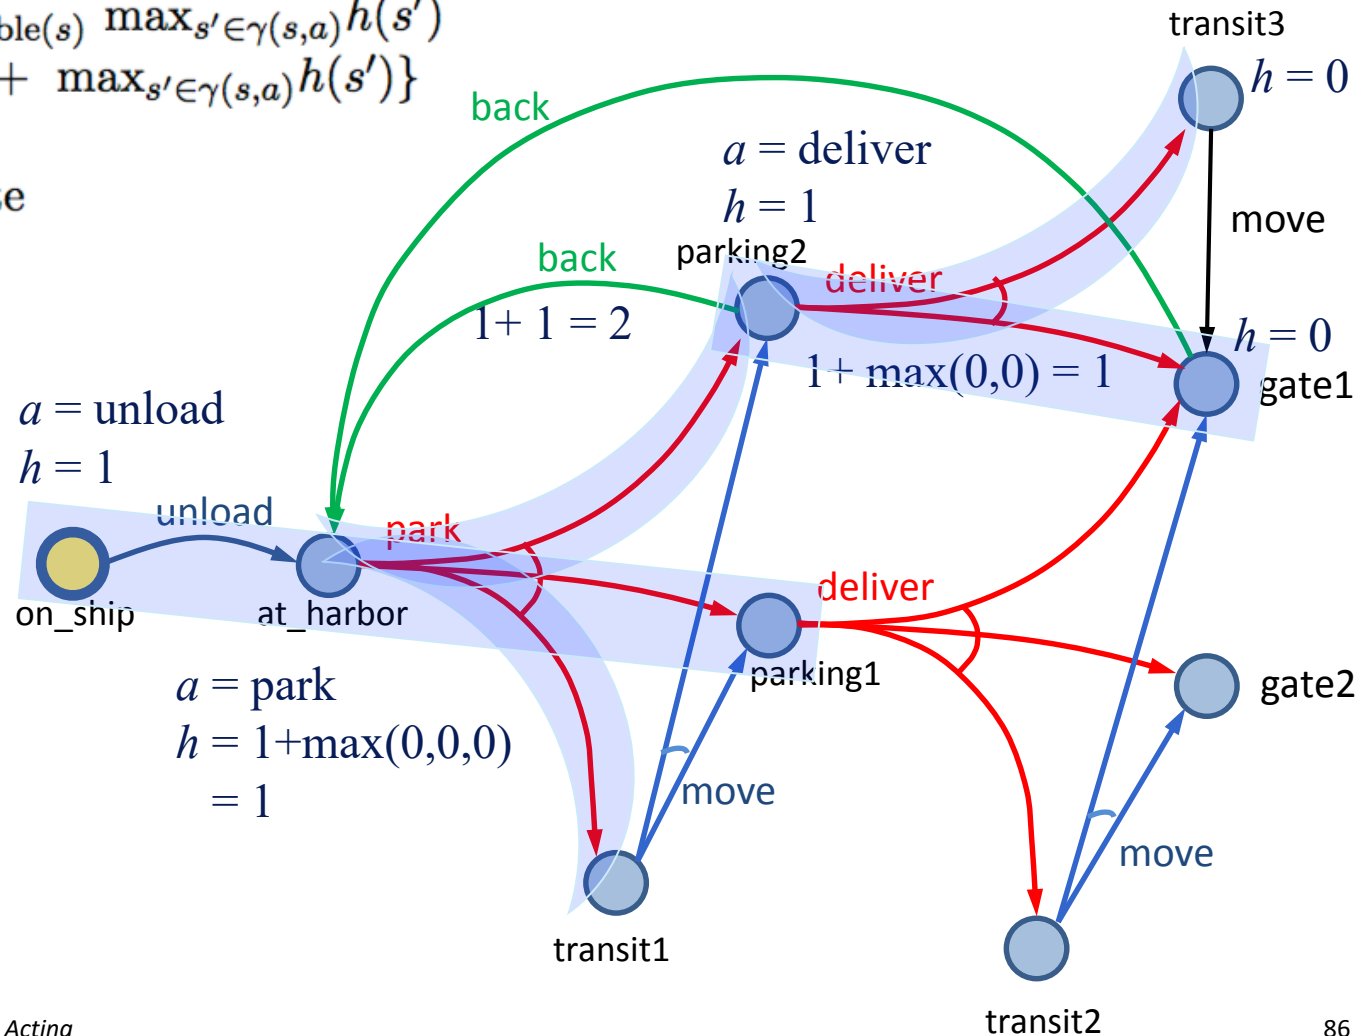 max_{s′∈γ(s,a)} h(s′)
+ max_{s′∈γ(s,a)} h(s′)}
transit3
h = 0
back
a = deliver
h = 1
move
parking2
back
deliver
1+ 1 = 2
h = 0
1+ max(0,0) = 1
gate1
a = unload
h = 1
unload
park
on_ship
at_harbor
deliver
parking1
gate2
a = park
h = 1+max(0,0,0)
= 1
move
move
transit1
transit2
Acting
86